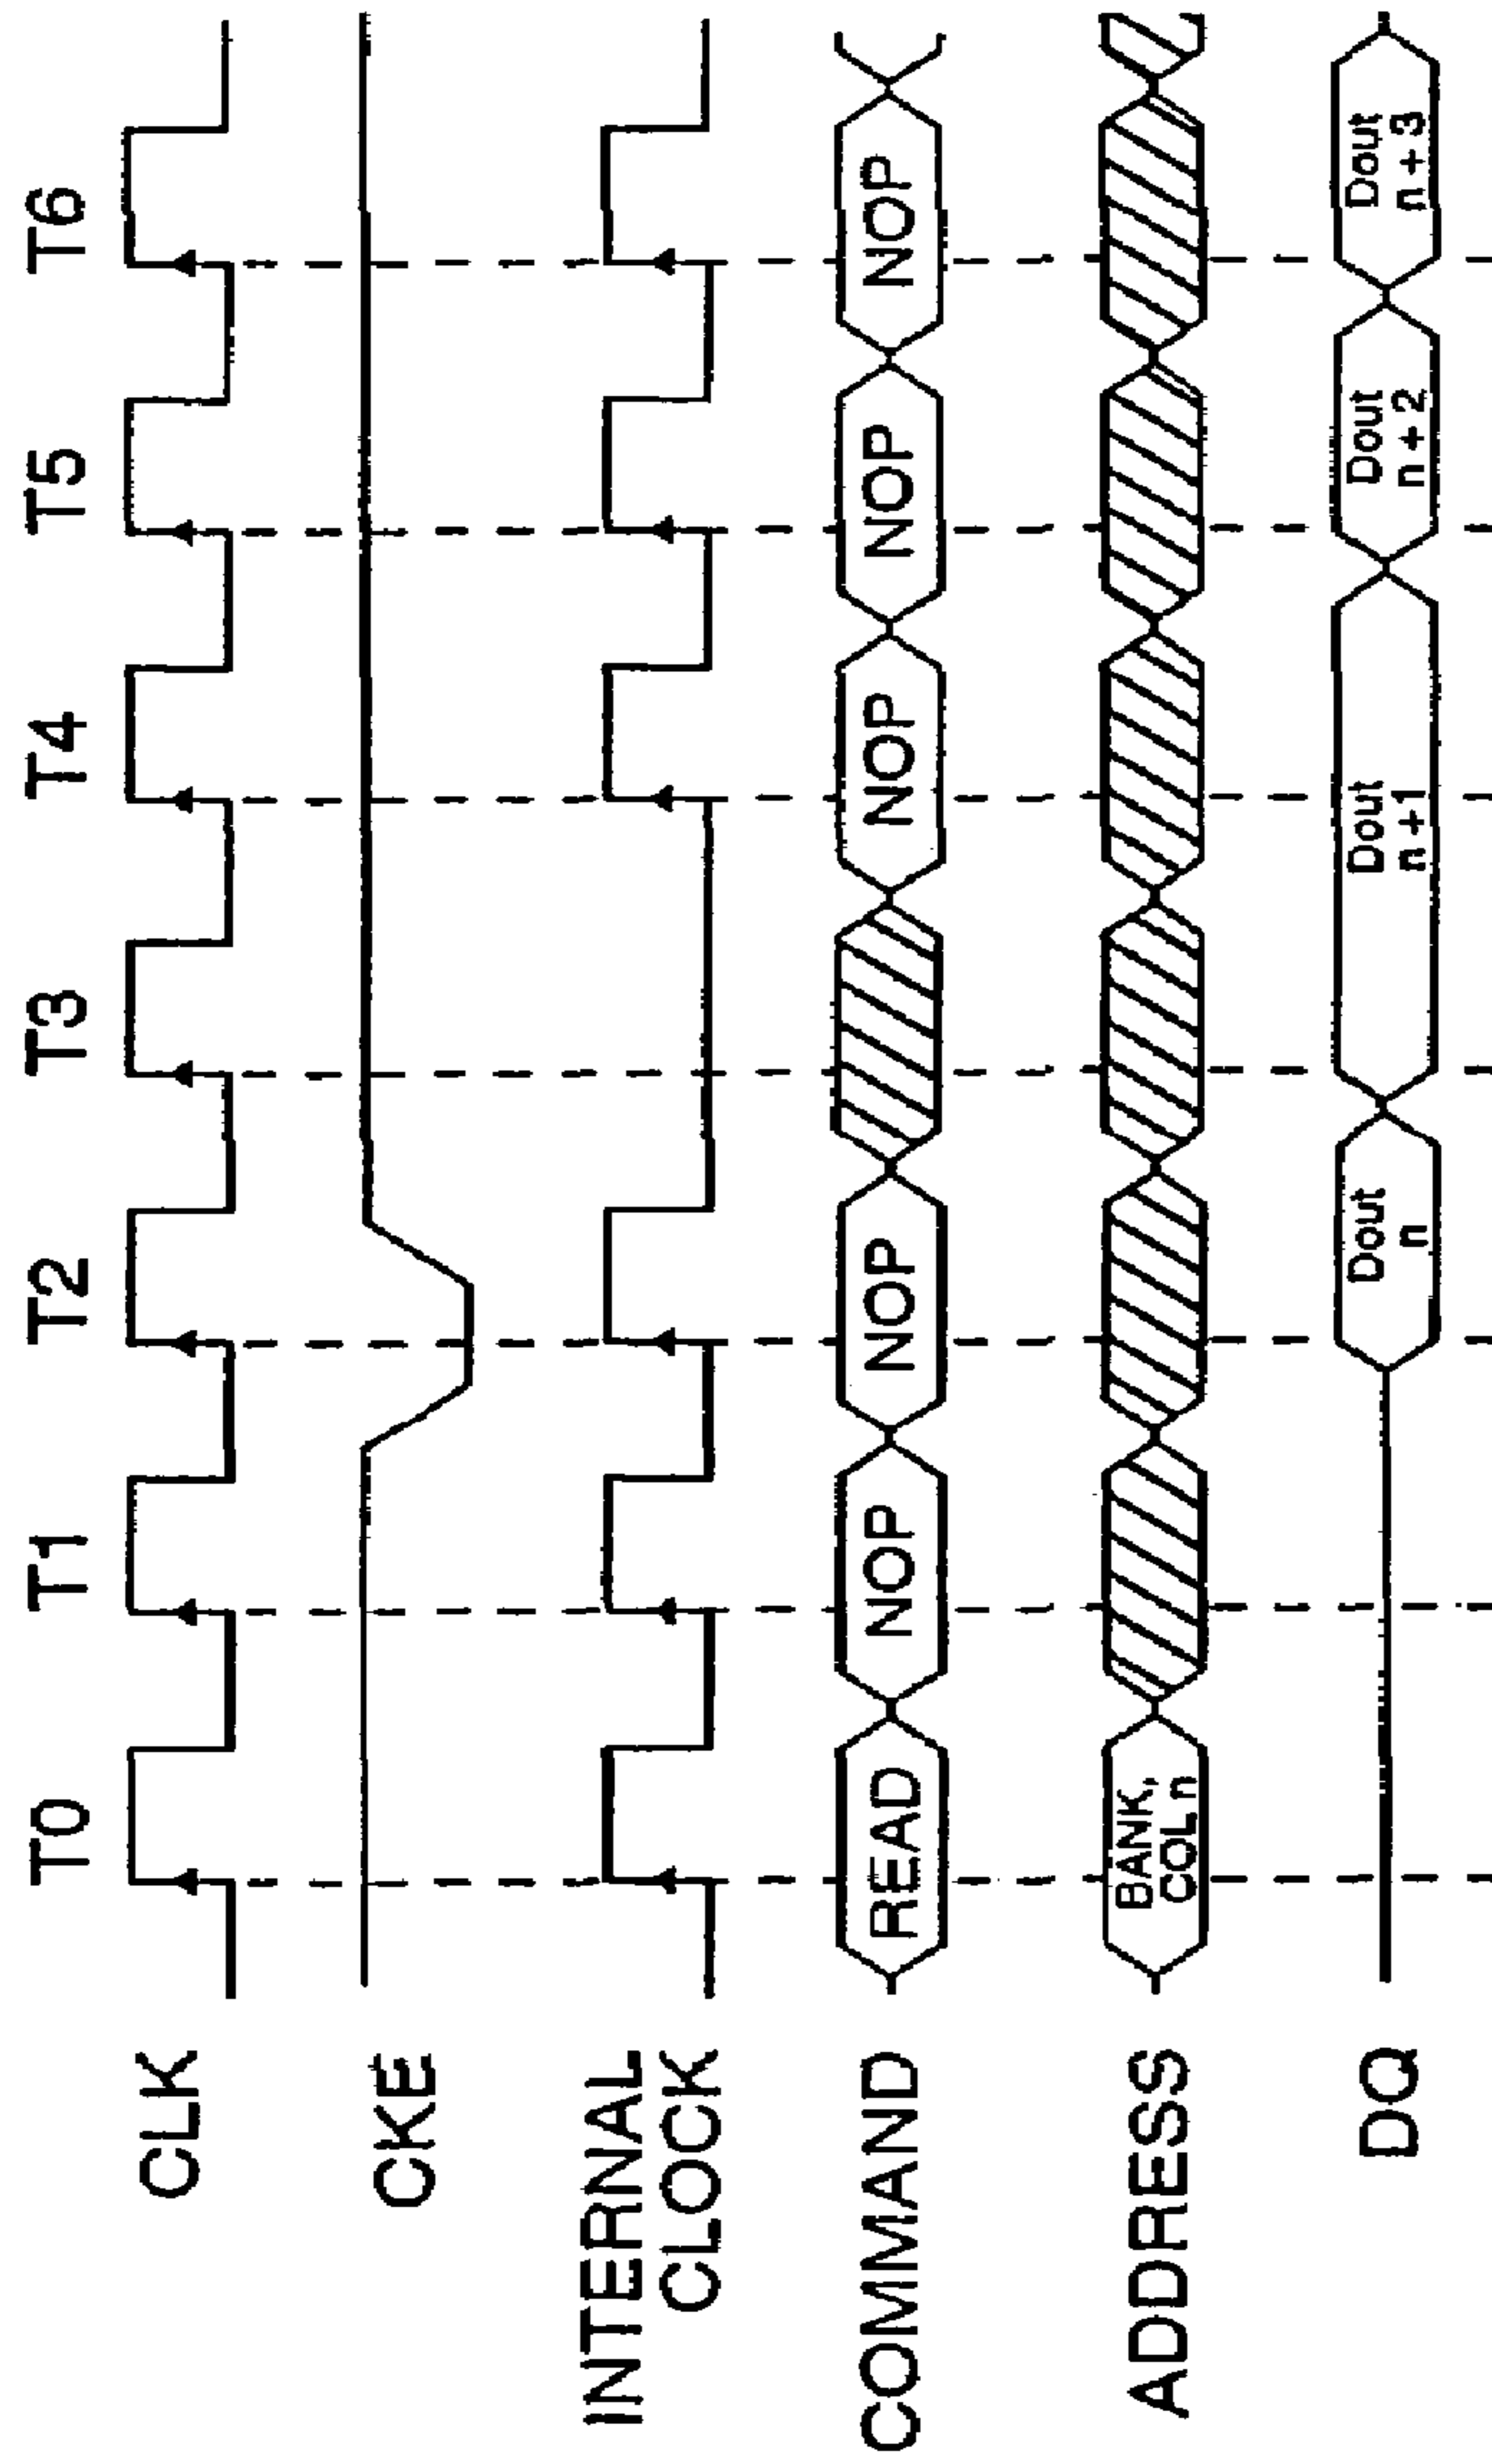 T0 T1 T2 T3 T4 T5 T6
CLK
CKE
INTERNAL
CLOCK
COMMAND
READ NOP NOP NOP NOP NOP
ADDRESS
BANK,
COL n
DQ
Dout
n
Dout
n+1
Dout
n+2
Dout
n+3